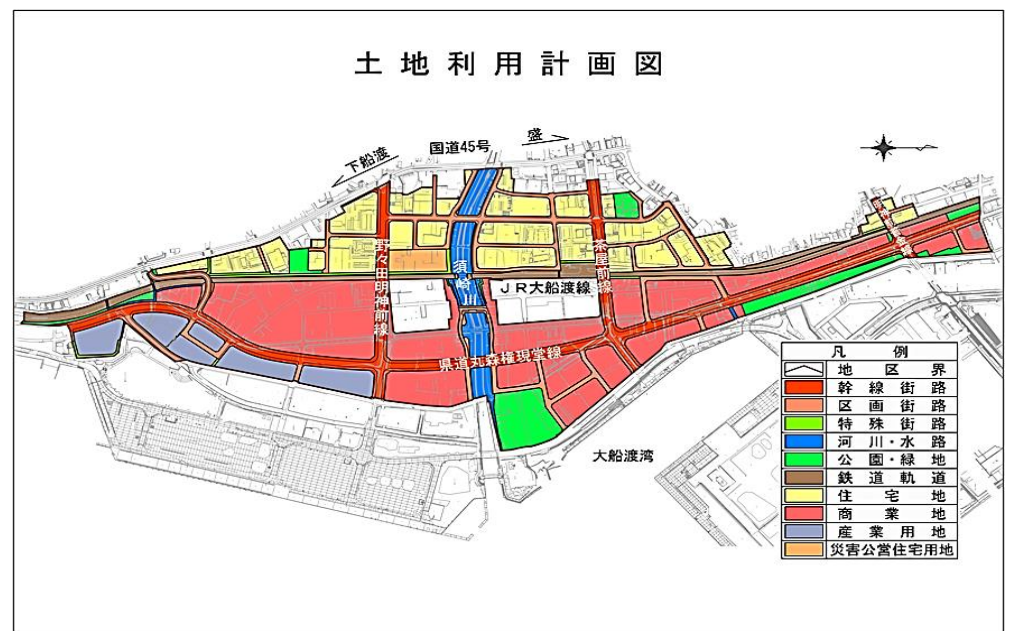 土地利用計画図
国道45号
盛
下船渡
野々田明神前線
須崎川
茶屋前線
JR大船渡線
県道丸森権現堂線
大船渡湾
凡例
地区界
幹線街路
区画街路
特殊街路
河川・水路
公園・緑地
鉄道軌道
住宅地
商業地
産業用地
災害公営住宅用地